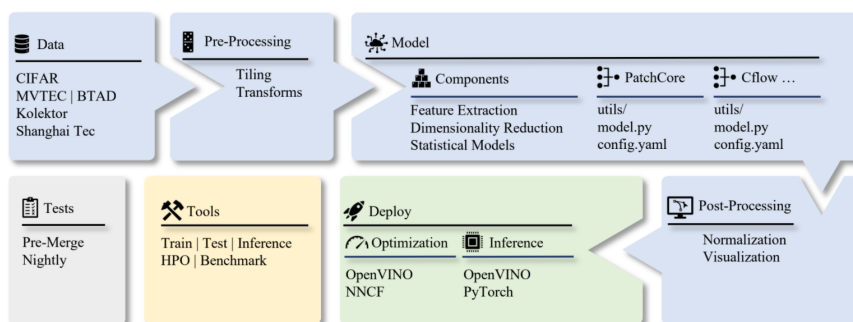 Data
CIFAR
MVTEC | BTAD
Kolektor
Shanghai Tec
Pre-Processing
Tiling
Transforms
Model
Components
Feature Extraction
Dimensionality Reduction
Statistical Models
PatchCore
utils/
model.py
config.yaml
Cflow …
utils/
model.py
config.yaml
Tests
Pre-Merge
Nightly
Tools
Train | Test | Inference
HPO | Benchmark
Deploy
Optimization
OpenVINO
NNCF
Inference
OpenVINO
PyTorch
Post-Processing
Normalization
Visualization